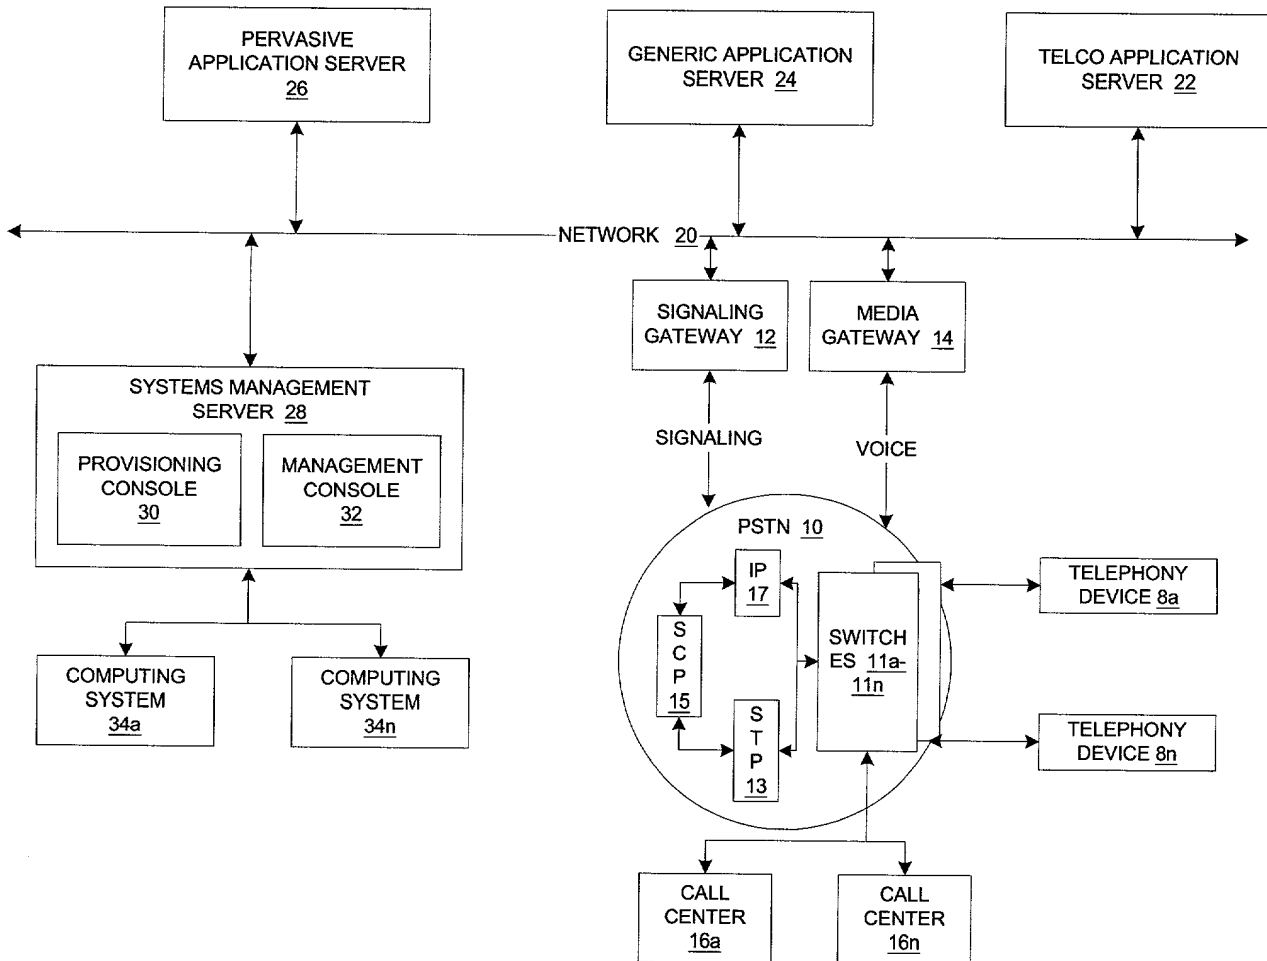 PERVASIVE
APPLICATION SERVER
26
GENERIC APPLICATION
SERVER 24
TELCO APPLICATION
SERVER 22
NETWORK 20
SIGNALING
GATEWAY 12
MEDIA
GATEWAY 14
SYSTEMS MANAGEMENT
SERVER 28
PROVISIONING
CONSOLE
30
MANAGEMENT
CONSOLE
32
SIGNALING
VOICE
PSTN 10
IP
17
S
C
P
15
S
T
P
13
SWITCH
ES 11a-
11n
TELEPHONY
DEVICE 8a
TELEPHONY
DEVICE 8n
COMPUTING
SYSTEM
34a
COMPUTING
SYSTEM
34n
CALL
CENTER
16a
CALL
CENTER
16n